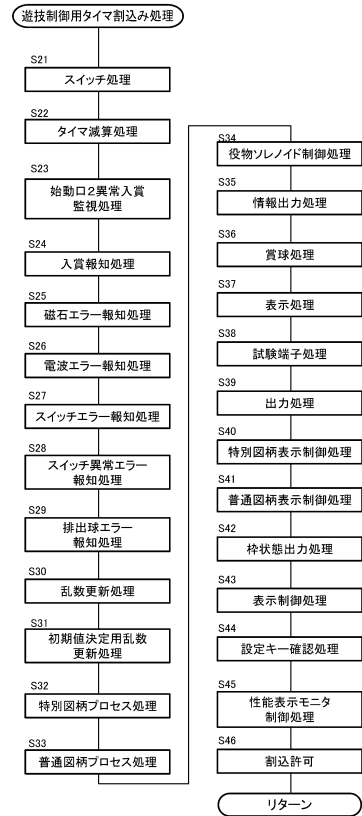 遊技制御用タイマ割込み処理
S21
スイッチ処理
S22
タイマ減算処理
S23
始動口2異常入賞
監視処理
S24
入賞報知処理
S25
磁石エラー報知処理
S26
電波エラー報知処理
S27
スイッチエラー報知処理
S28
スイッチ異常エラー
報知処理
S29
排出球エラー
報知処理
S30
乱数更新処理
S31
初期値決定用乱数
更新処理
S32
特別図柄プロセス処理
S33
普通図柄プロセス処理
S34
役物ソレノイド制御処理
S35
情報出力処理
S36
賞球処理
S37
表示処理
S38
試験端子処理
S39
出力処理
S40
特別図柄表示制御処理
S41
普通図柄表示制御処理
S42
枠状態出力処理
S43
表示制御処理
S44
設定キー確認処理
S45
性能表示モニタ
制御処理
S46
割込許可
リターン